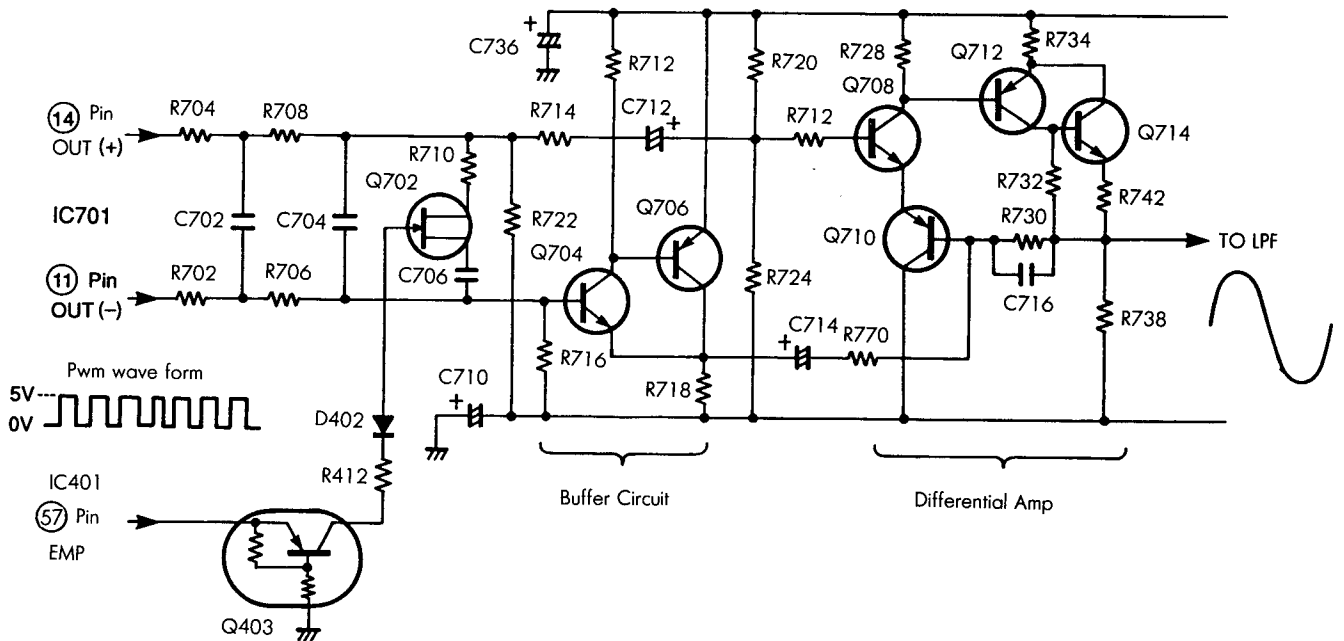 C736
R712
R720
R728
Q712
R734
Q708
14 Pin
R704
R708
R714
C712
R712
Q714
OUT (+)
R710
Q702
R732
R742
IC701
C702
C704
R722
Q706
Q710
R730
TO LPF
Q704
11 Pin
R702
R706
C706
R724
C716
OUT (–)
C714
R770
R738
Pwm wave form
R716
C710
R718
5V
0V
D402
R412
IC401
Buffer Circuit
Differential Amp
57 Pin
EMP
Q403
+
+
+
+